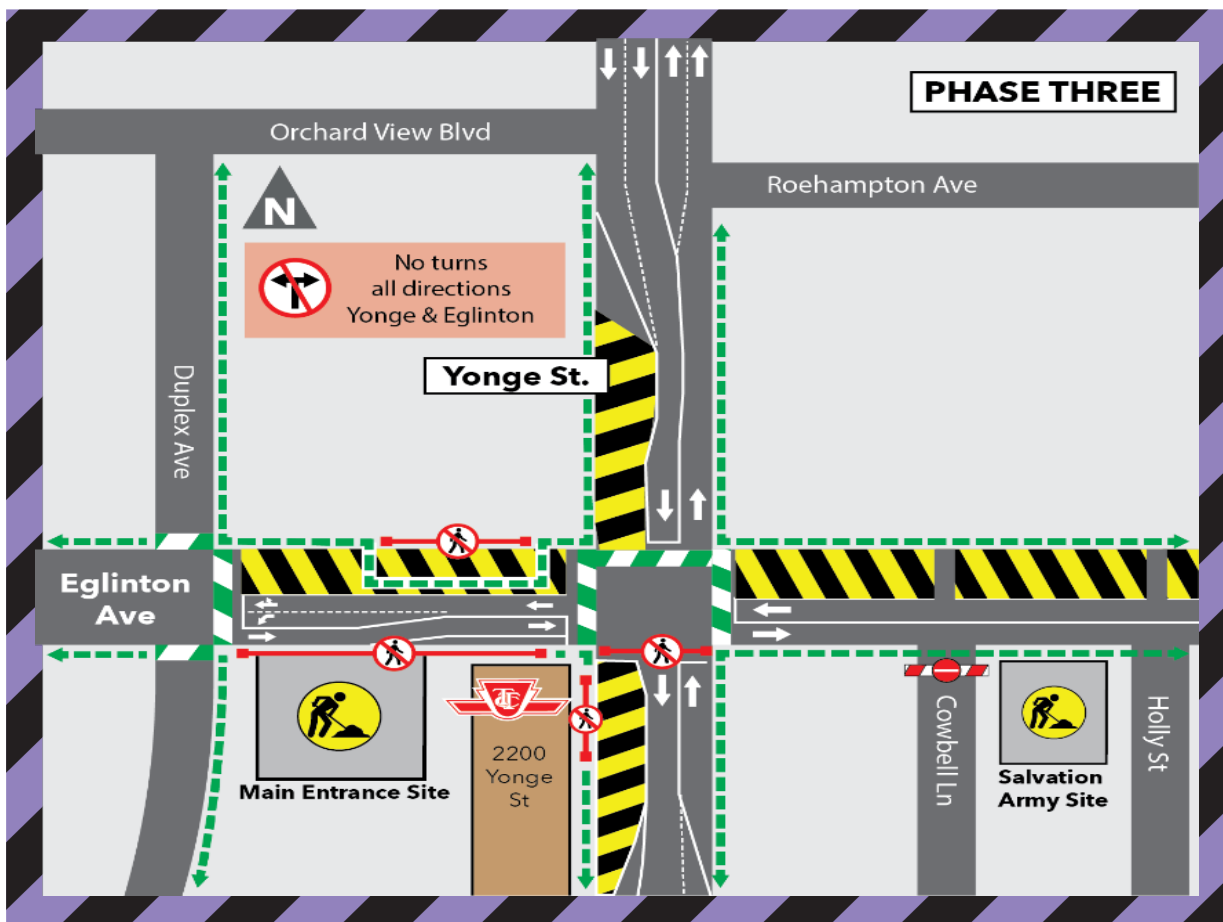 PHASE THREE
Orchard View Blvd
Roehampton Ave
N
No turns
all directions
Yonge & Eglinton
Yonge St.
Duplex Ave
Eglinton
Ave
TTC
2200
Yonge
St
Main Entrance Site
Cowbell Ln
Salvation
Army Site
Holly St